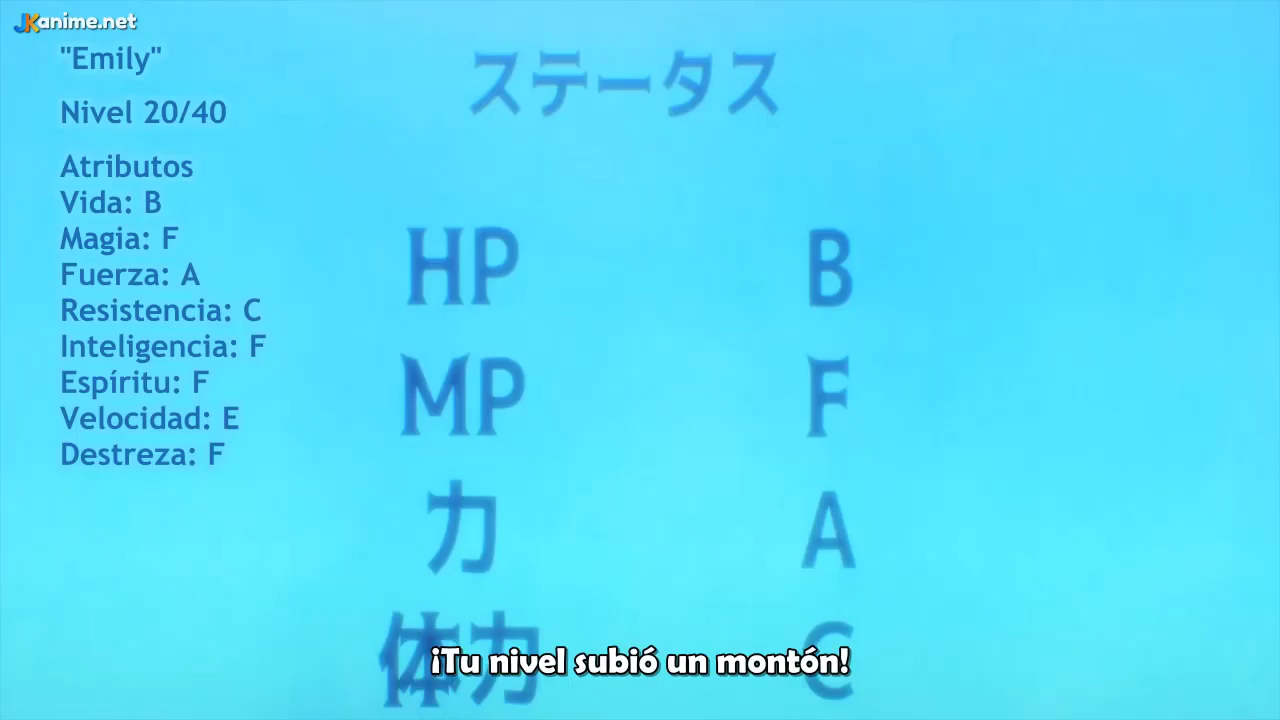 JKanime.net
"Emily"
Nivel 20/40
Atributos
Vida: B
Magia: F
Fuerza: A
Resistencia: C
Inteligencia: F
Espíritu: F
Velocidad: E
Destreza: F
ステータス
HP B
MP F
力 A
体力 C
¡Tu nivel subió un montón!